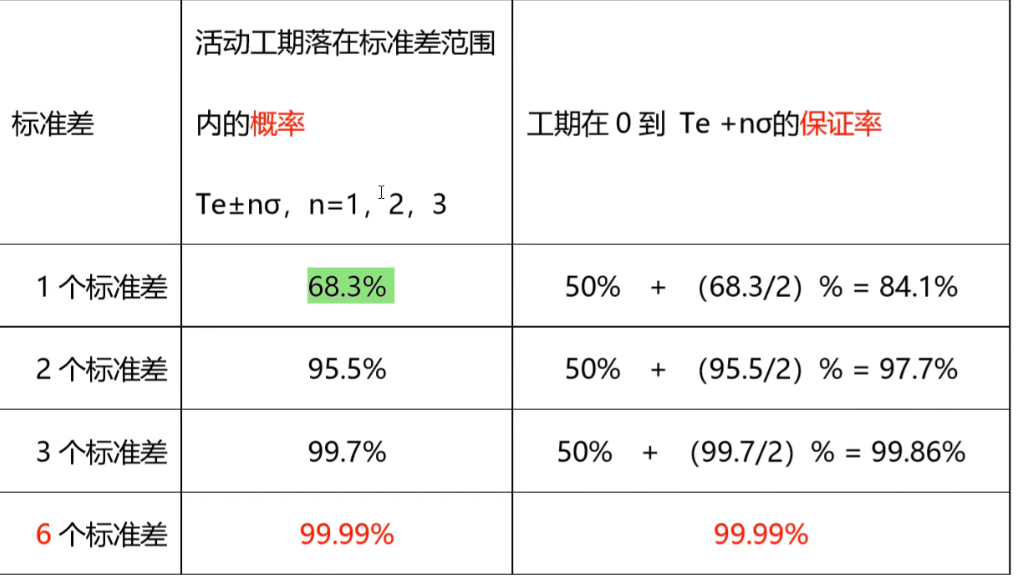 标准差
活动工期落在标准差范围
内的概率
Te±nσ，n=1，2，3
工期在 0 到 Te +nσ的保证率
1 个标准差
68.3%
50% + （68.3/2）% = 84.1%
2 个标准差
95.5%
50% + （95.5/2）% = 97.7%
3 个标准差
99.7%
50% + （99.7/2）% = 99.86%
6 个标准差
99.99%
99.99%